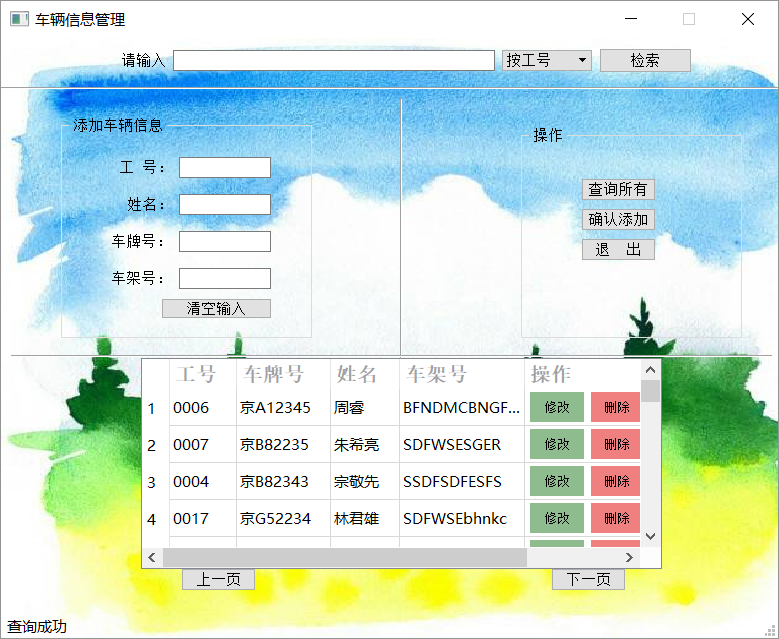 车辆信息管理
请输入 按工号 检索
添加车辆信息
工 号：
姓名：
车牌号：
车架号：
清空输入
操作
查询所有
确认添加
退 出
工号 车牌号 姓名 车架号 操作
1 0006 京A12345 周睿 BFNDMCBNGF... 修改 删除
2 0007 京B82235 朱希亮 SDFWSESGER 修改 删除
3 0004 京B82343 宗敬先 SSDFSDFESFS 修改 删除
4 0017 京G52234 林君雄 SDFWSEbhnkc 修改 删除
上一页 下一页
查询成功